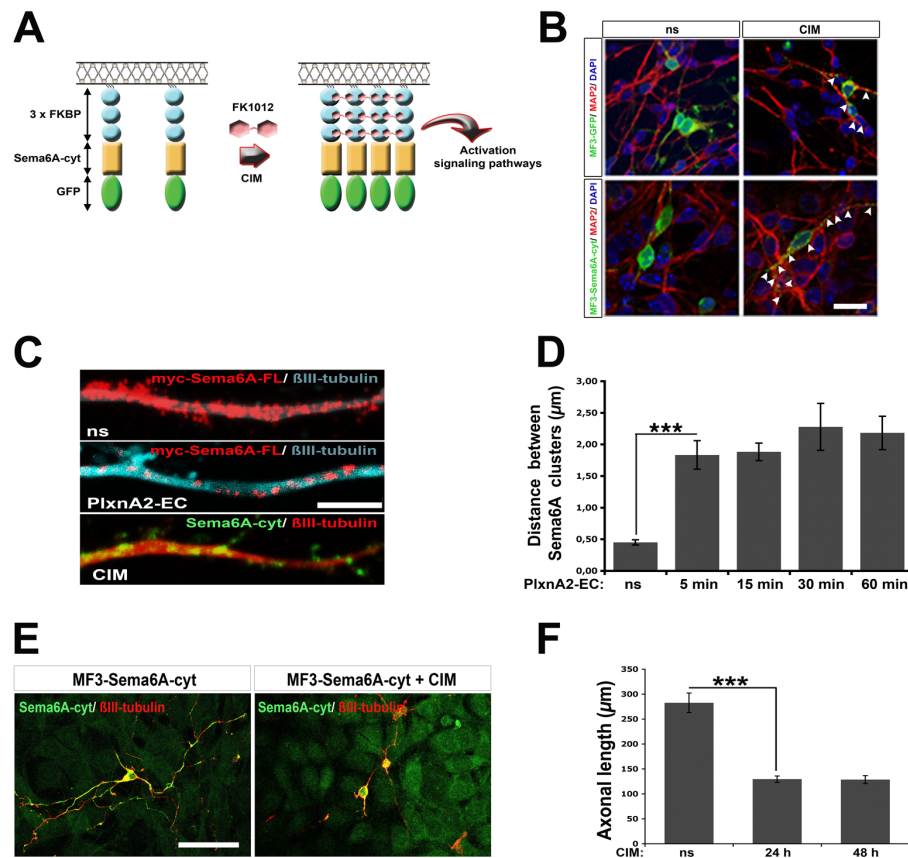 A
3 x FKBP
Sema6A-cyt
GFP
FK1012
CIM
Activation
signaling pathways
B
ns
CIM
MF3-GFP/ MAP2/ DAPI
MF3-Sema6A-cyt/ MAP2/ DAPI
C
myc-Sema6A-FL/ ßIII-tubulin
ns
myc-Sema6A-FL/ ßIII-tubulin
PlxnA2-EC
Sema6A-cyt/ ßIII-tubulin
CIM
D
Distance between
Sema6A clusters (µm)
3,00
2,50
2,00
1,50
1,00
0,50
0,00
***
PlxnA2-EC: ns 5 min 15 min 30 min 60 min
E
MF3-Sema6A-cyt
MF3-Sema6A-cyt + CIM
Sema6A-cyt/ ßIII-tubulin
Sema6A-cyt/ ßIII-tubulin
F
Axonal length (µm)
350
300
250
200
150
100
50
0
***
CIM: ns 24 h 48 h